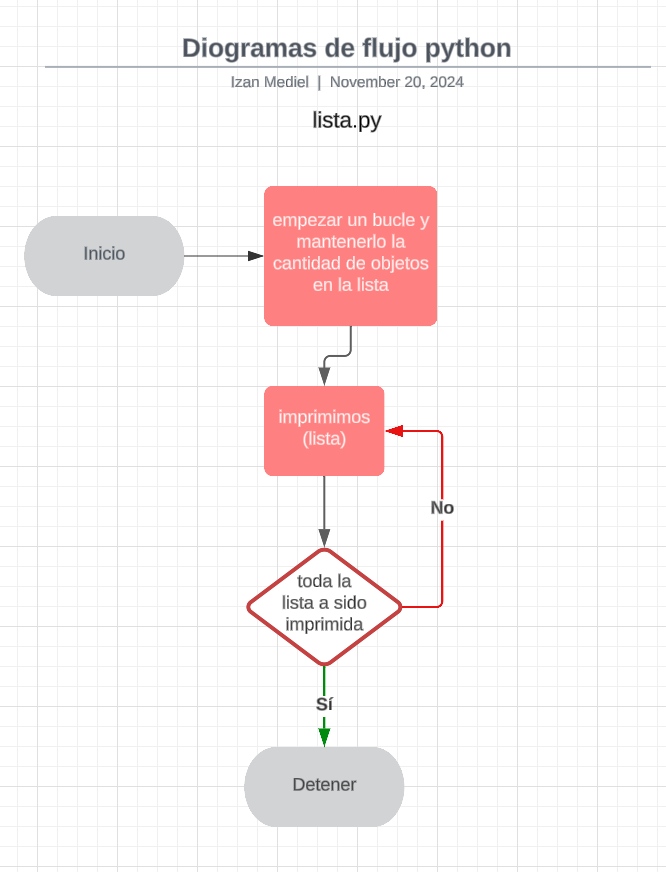 Diogramas de flujo python
Izan Mediel | November 20, 2024
lista.py
Inicio
empezar un bucle y
mantenerlo la
cantidad de objetos
en la lista
imprimimos
(lista)
No
toda la
lista a sido
imprimida
Sí
Detener